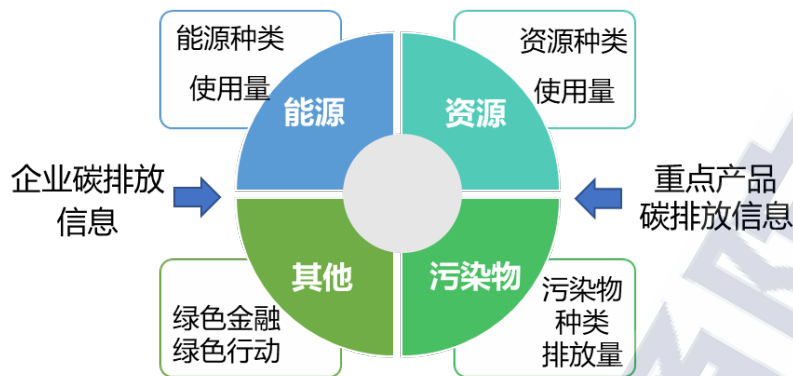 能源种类
使用量
能源
资源种类
使用量
资源
企业碳排放
信息
重点产品
碳排放信息
其他
绿色金融
绿色行动
污染物
污染物
种类
排放量